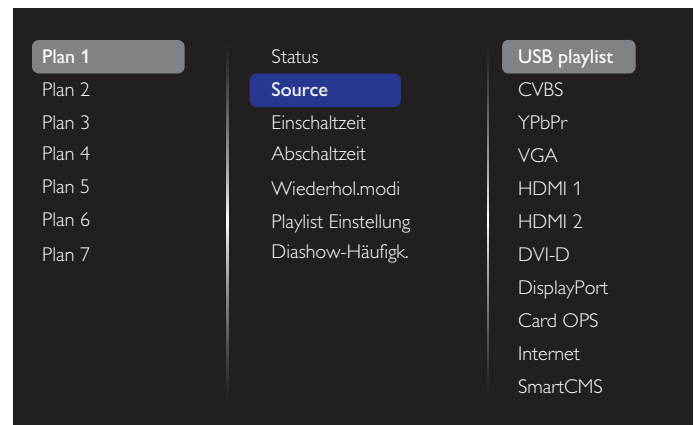 Plan 1
Plan 2
Plan 3
Plan 4
Plan 5
Plan 6
Plan 7
Status
Source
Einschaltzeit
Abschaltzeit
Wiederhol.modi
Playlist Einstellung
Diashow-Häufigk.
USB playlist
CVBS
YPbPr
VGA
HDMI 1
HDMI 2
DVI-D
DisplayPort
Card OPS
Internet
SmartCMS